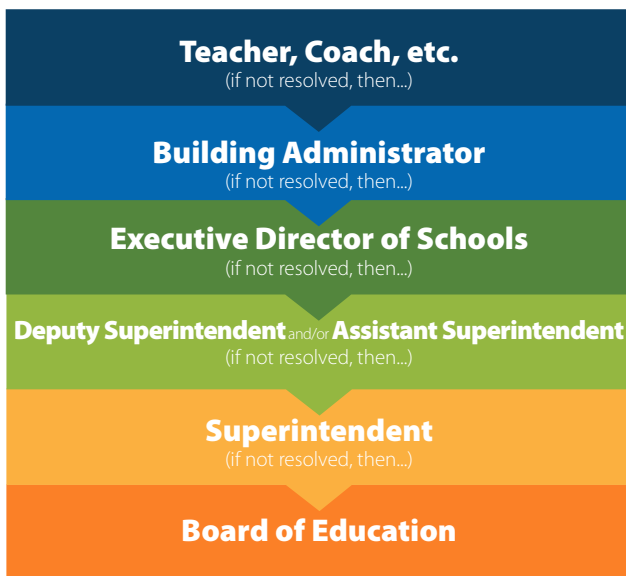 Teacher, Coach, etc.
(if not resolved, then...)
Building Administrator
(if not resolved, then...)
Executive Director of Schools
(if not resolved, then...)
Deputy Superintendent and/or Assistant Superintendent
(if not resolved, then...)
Superintendent
(if not resolved, then...)
Board of Education